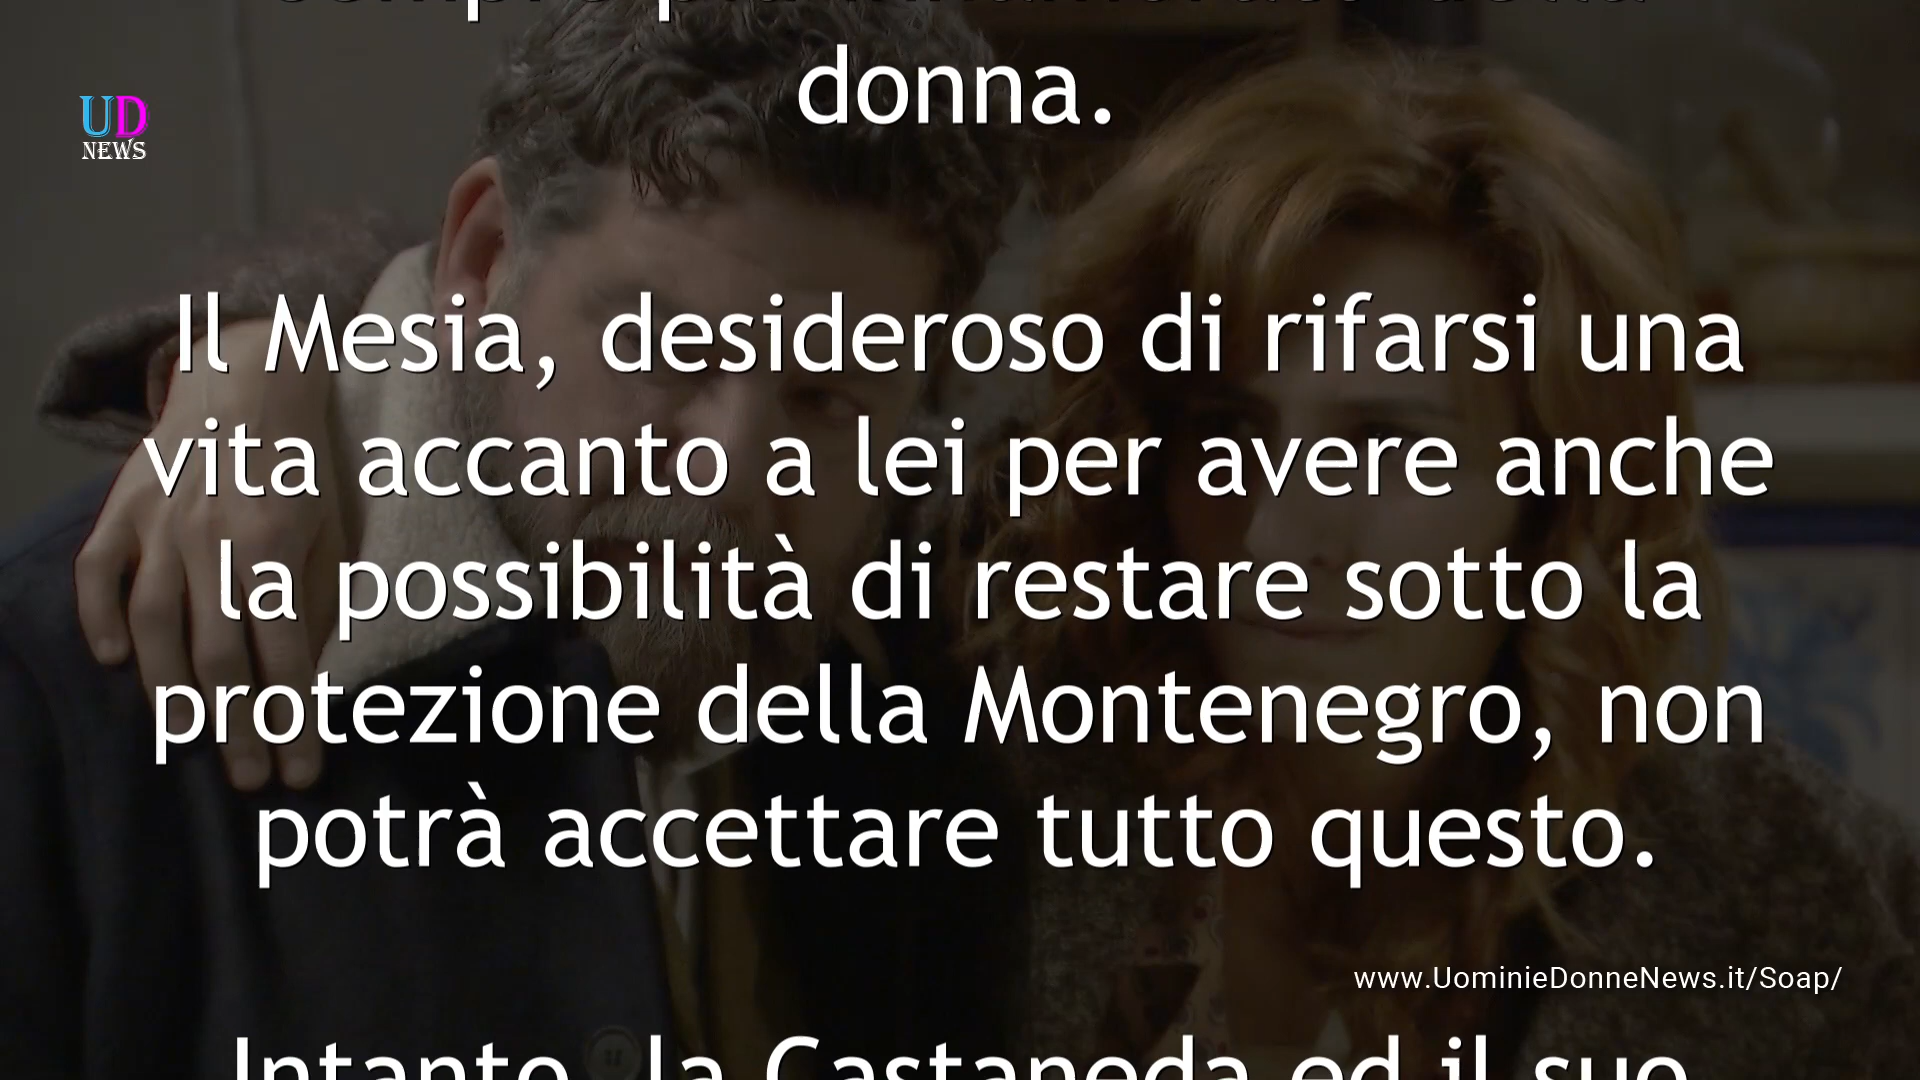 donna.
UD
NEWS
Il Mesia, desideroso di rifarsi una
vita accanto a lei per avere anche
la possibilità di restare sotto la
protezione della Montenegro, non
potrà accettare tutto questo.
www.UominieDonneNews.it/Soap/
Intanto, la Castaneda ed il suo